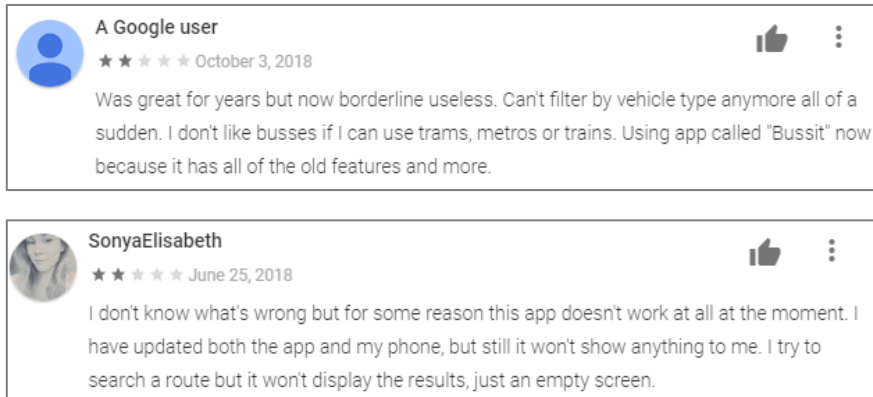 A Google user
October 3, 2018
Was great for years but now borderline useless. Can't filter by vehicle type anymore all of a
sudden. I don't like busses if I can use trams, metros or trains. Using app called "Bussit" now
because it has all of the old features and more.
SonyaElisabeth
June 25, 2018
I don't know what's wrong but for some reason this app doesn't work at all at the moment. I
have updated both the app and my phone, but still it won't show anything to me. I try to
search a route but it won't display the results, just an empty screen.